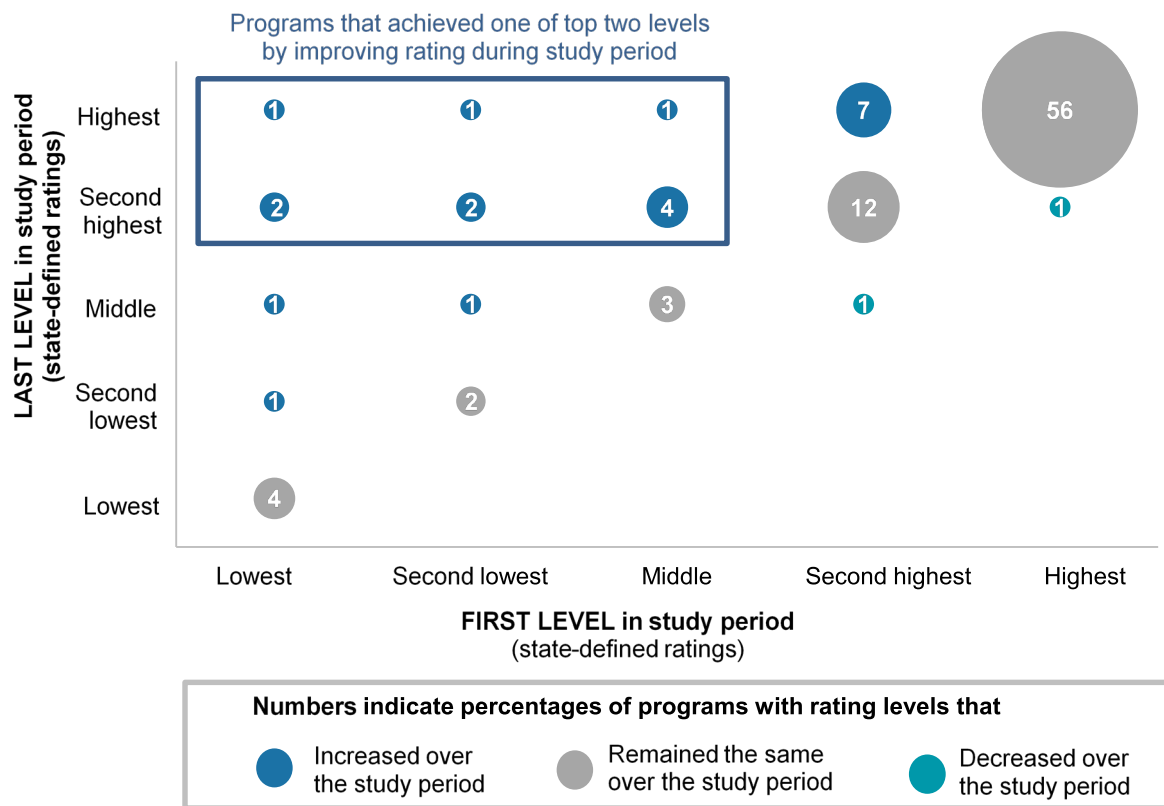 Programs that achieved one of top two levels
by improving rating during study period
LAST LEVEL in study period
(state-defined ratings)
Highest
1
1
1
7
56
Second
highest
2
2
4
12
1
Middle
1
1
3
1
Second
lowest
1
2
Lowest
4
Lowest
Second lowest
Middle
Second highest
Highest
FIRST LEVEL in study period
(state-defined ratings)
Numbers indicate percentages of programs with rating levels that
Increased over
the study period
Remained the same
over the study period
Decreased over
the study period